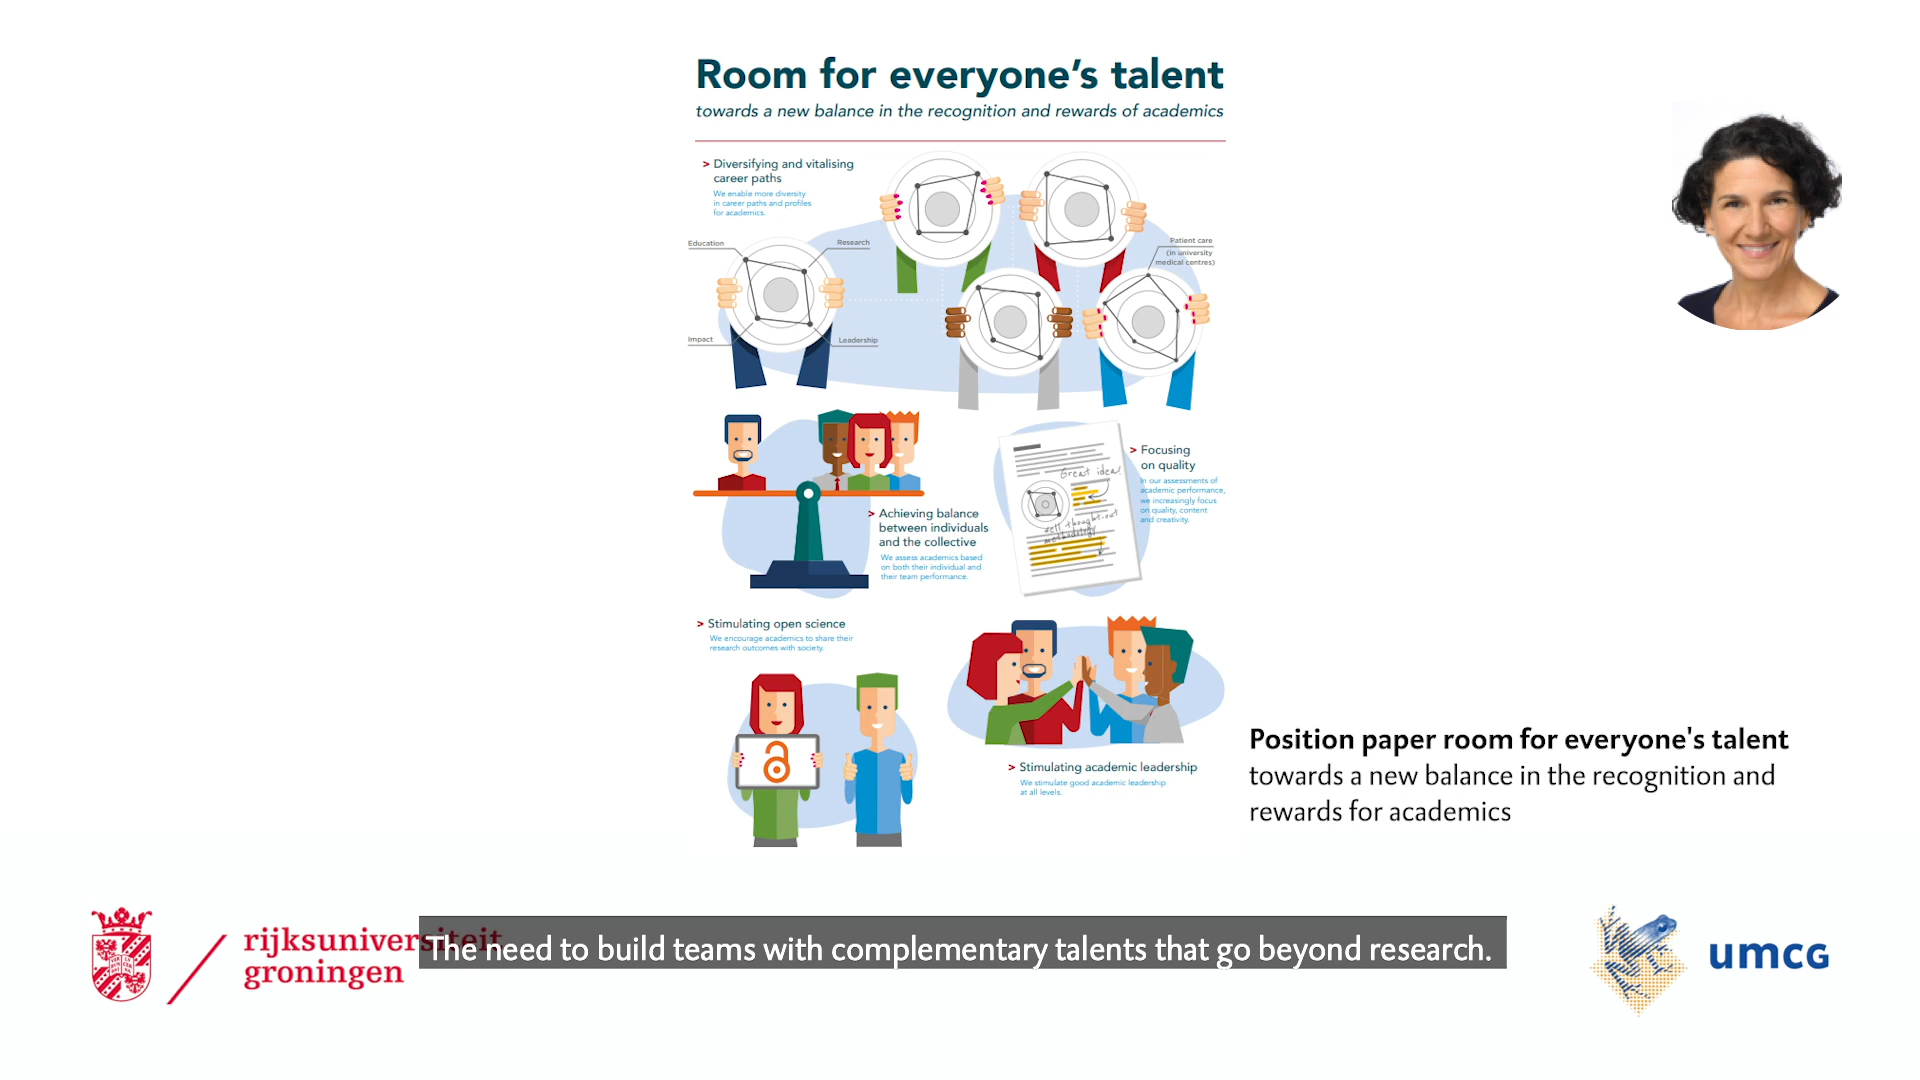 Room for everyone's talent
towards a new balance in the recognition and rewards of academics
> Diversifying and vitalising
career paths
We enable more diversity
in career paths and profiles
for academics.
Education
Research
Impact
Leadership
Patient care
(in university
medical centres)
> Achieving balance
between individuals
and the collective
We assess academics based
on both their individual and
their team performance.
Great idea!
well thought-out
methodology
> Focusing
on quality
In our assessments of
academic performance,
we increasingly focus
on quality, content
and creativity.
> Stimulating open science
We encourage academics to share their
research outcomes with society.
> Stimulating academic leadership
We stimulate good academic leadership
at all levels.
Position paper room for everyone's talent
towards a new balance in the recognition and
rewards for academics
rijksuniversiteit
groningen
The need to build teams with complementary talents that go beyond research.
umcg